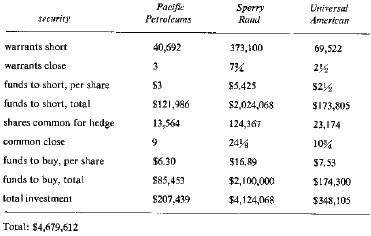 security Pacific Petroleums Sperry Rand Universal American
warrants short 40,692 373,100 69,522
warrants close 3 7¾ 2½
funds to short, per share $3 $5.425 $2½
funds to short, total $121,986 $2,024,068 $173,805
shares common for hedge 13,564 124,367 23,174
common close 9 24⅛ 10¾
funds to buy, per share $6.30 $16.89 $7.53
funds to buy, total $85,453 $2,100,000 $174,300
total investment $207,439 $4,124,068 $348,105
Total: $4,679,612